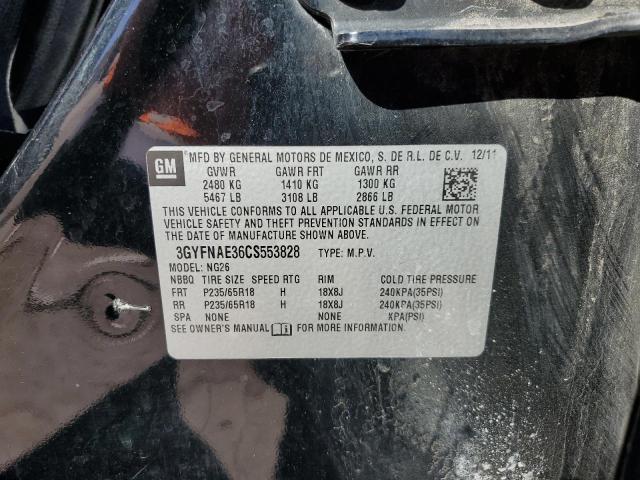 GM MFD BY GENERAL MOTORS DE MEXICO, S. DE R.L. DE C.V. 12/11
GVWR GAWR FRT GAWR RR
2480 KG 1410 KG 1300 KG
5467 LB 3108 LB 2866 LB
THIS VEHICLE CONFORMS TO ALL APPLICABLE U.S. FEDERAL MOTOR
VEHICLE SAFETY AND THEFT PREVENTION STANDARDS IN EFFECT ON
THE DATE OF MANUFACTURE SHOWN ABOVE.
3GYFNAE36CS553828 TYPE: M.P.V.
MODEL: NG26
NBBQ TIRE SIZE SPEED RTG RIM COLD TIRE PRESSURE
FRT P235/65R18 H 18X8J 240KPA(35PSI)
RR P235/65R18 H 18X8J 240KPA(35PSI)
SPA NONE NONE KPA(PSI)
SEE OWNER'S MANUAL FOR MORE INFORMATION.